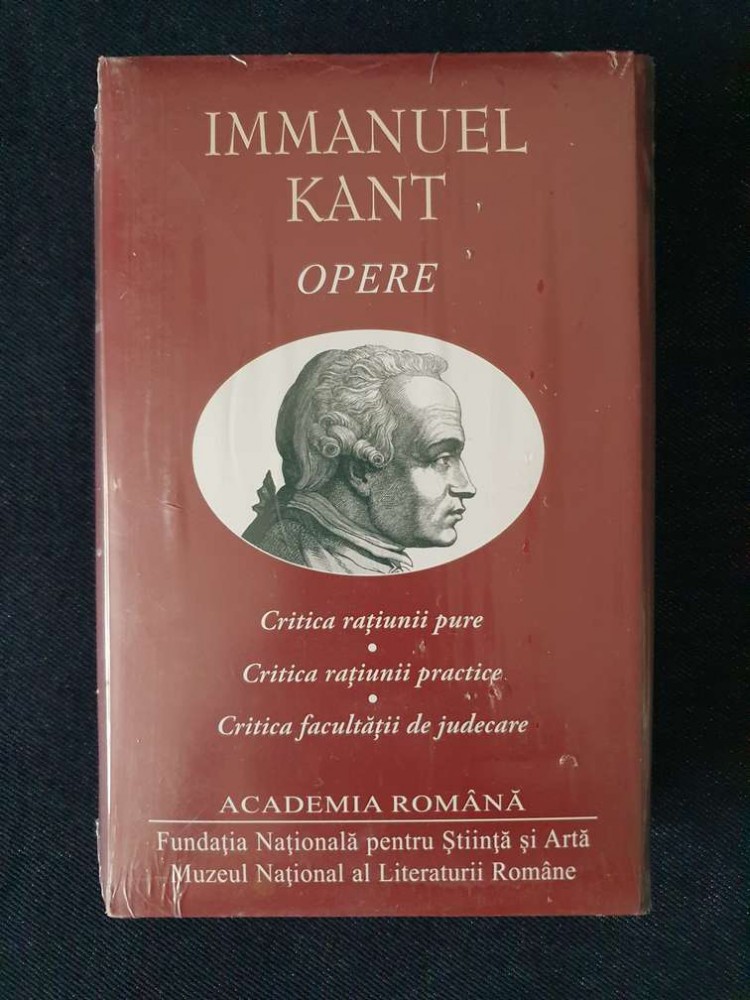 IMMANUEL
KANT
OPERE
Critica rațiunii pure
•
Critica rațiunii practice
•
Critica facultății de judecare
ACADEMIA ROMÂNĂ
Fundația Națională pentru Știință și Artă
Muzeul Național al Literaturii Române